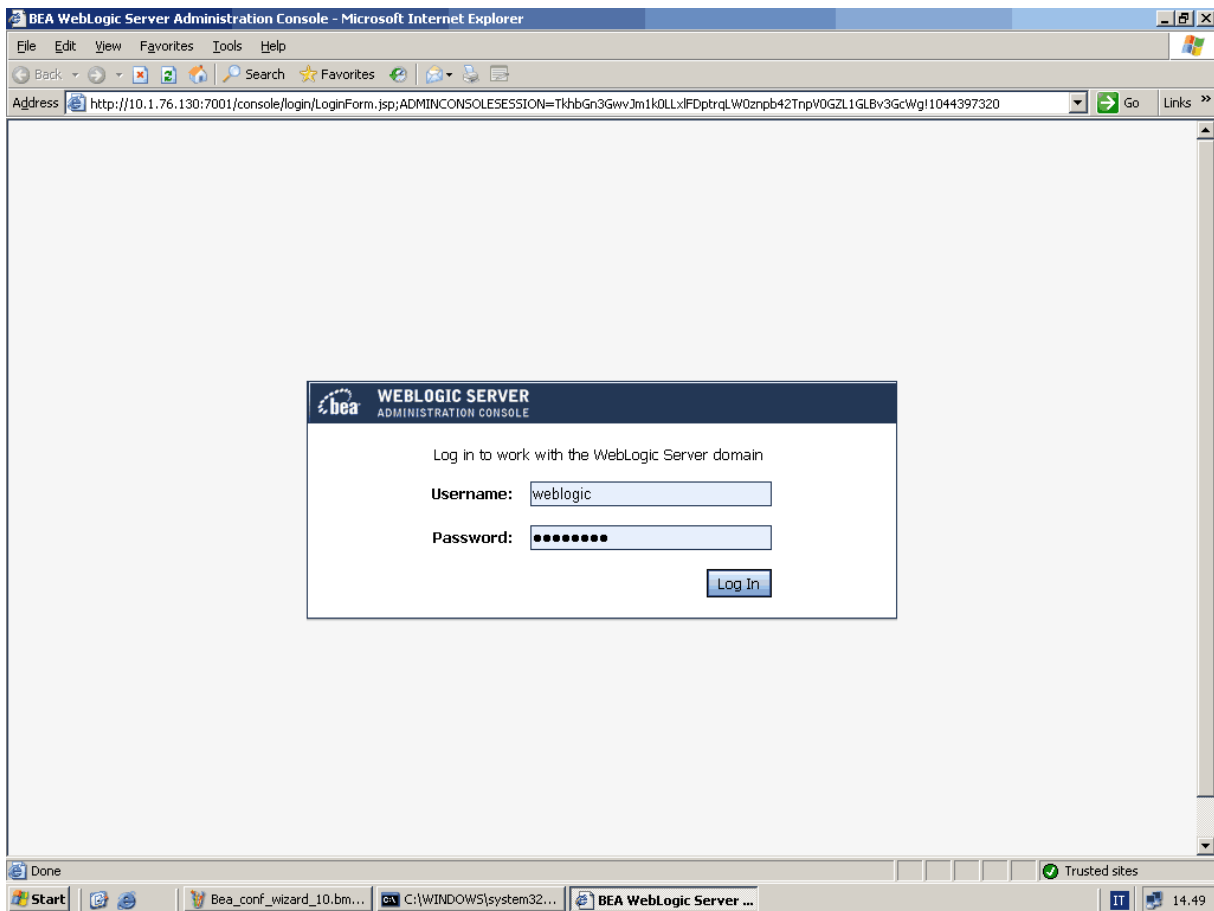 BEA WebLogic Server Administration Console - Microsoft Internet Explorer
File Edit View Favorites Tools Help
Back Search Favorites
Address http://10.1.76.130:7001/console/login/LoginForm.jsp;ADMINCONSOLESESSION=TkhbGn3GwvJm1k0LLxlFDptrqLW0znpb42TnpV0GZL1GLBv3GcWg!1044397320 Go Links »
bea WEBLOGIC SERVER
ADMINISTRATION CONSOLE
Log in to work with the WebLogic Server domain
Username: weblogic
Password: ●●●●●●●●
Log In
Done Trusted sites
Start Bea_conf_wizard_10.bm... C:\WINDOWS\system32... BEA WebLogic Server ... IT 14.49